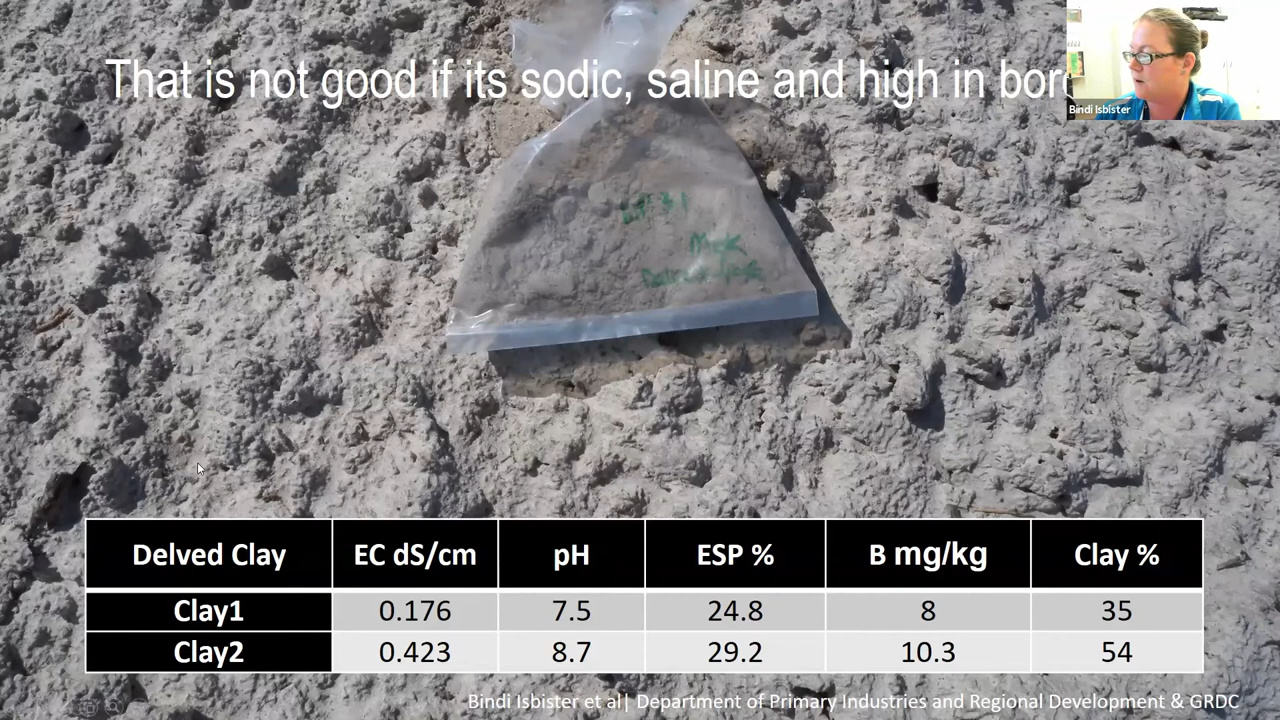 That is not good if its sodic, saline and high in bor
Bindi Isbister
Delved Clay EC dS/cm pH ESP % B mg/kg Clay %
Clay1 0.176 7.5 24.8 8 35
Clay2 0.423 8.7 29.2 10.3 54
Bindi Isbister et al| Department of Primary Industries and Regional Development & GRDC